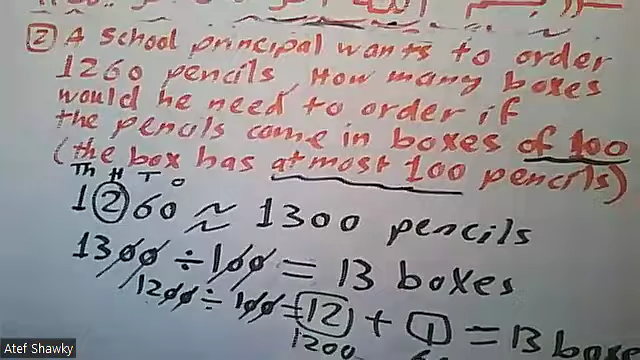 2 A school principal wants to order
1260 pencils. How many boxes
would he need to order if
the pencils come in boxes of 100
(the box has at most 100 pencils)
Th H T O
1260 ≈ 1300 pencils
1300 ÷ 100 = 13 boxes
1200 ÷ 100 = 12 + 1 = 13 boxes
1200
Atef Shawky